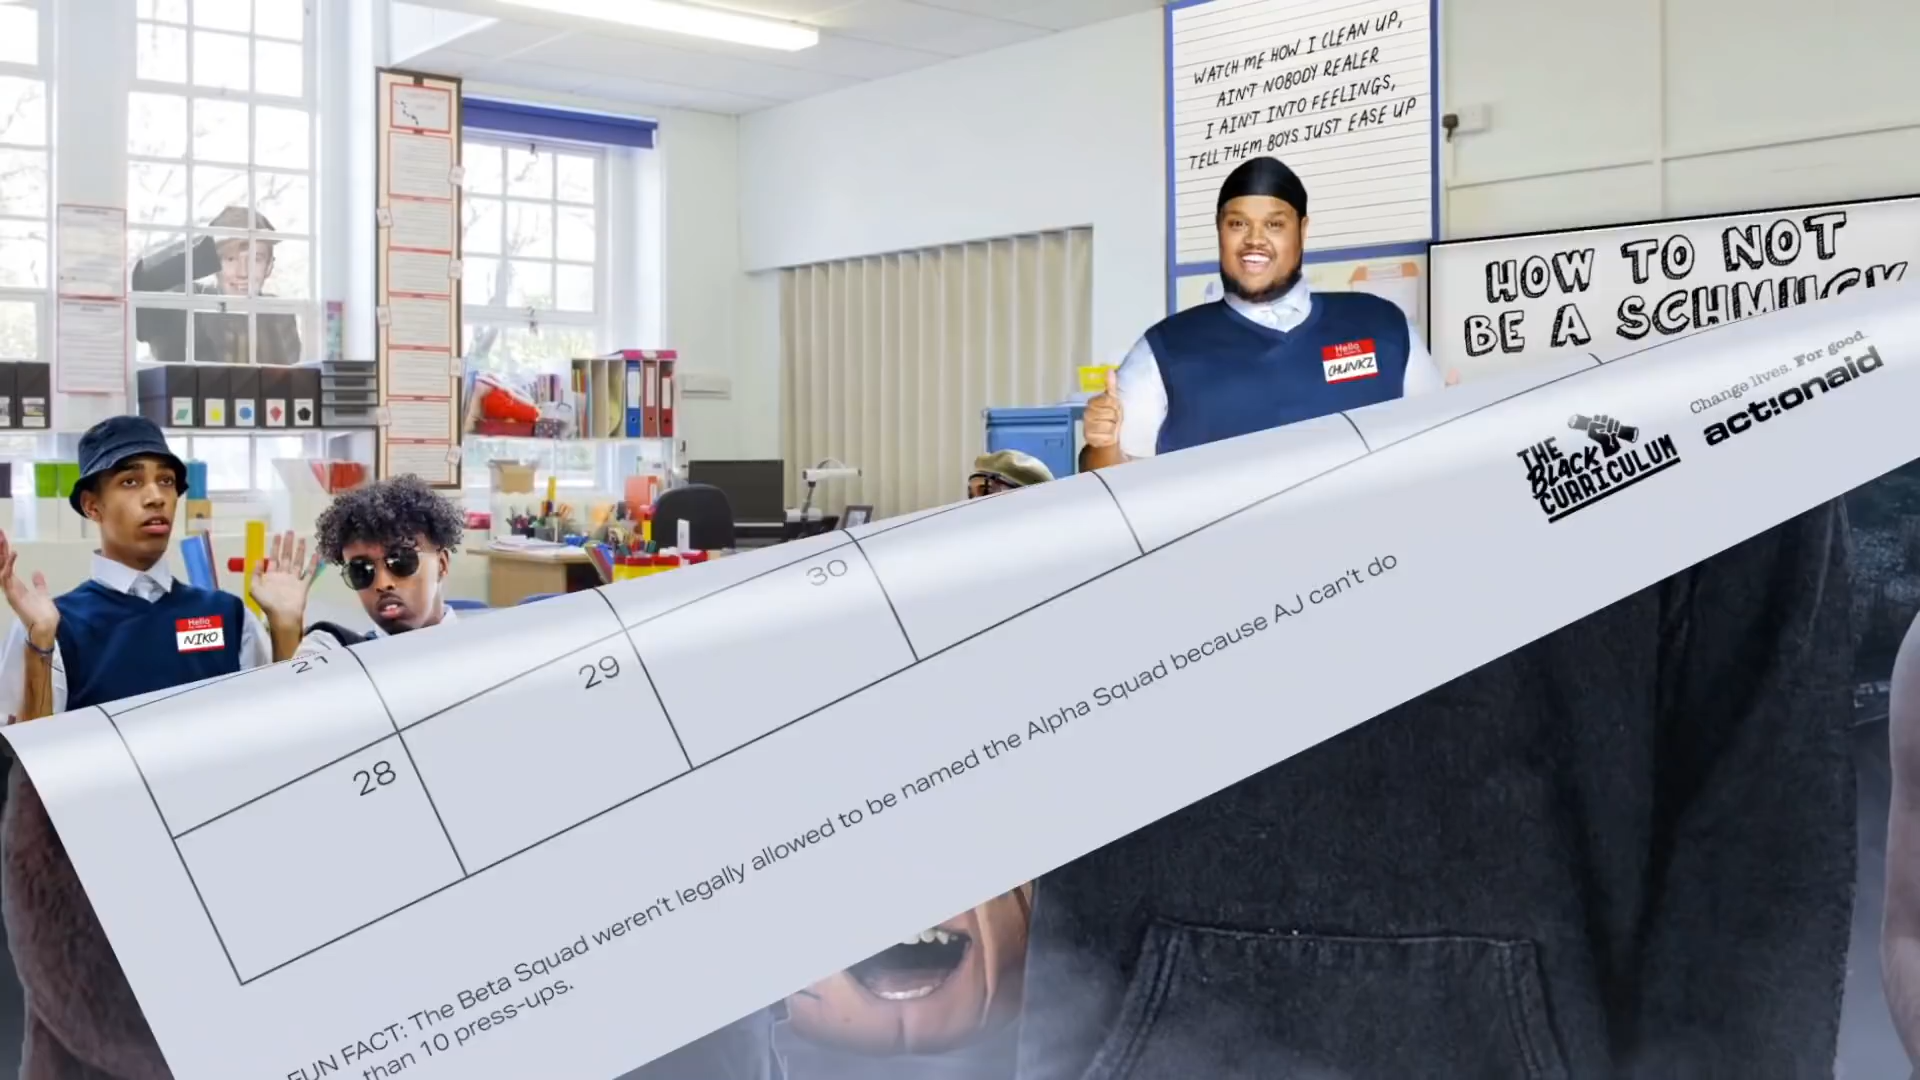 WATCH ME HOW I CLEAN UP,
AIN'T NOBODY REALER
I AIN'T INTO FEELINGS,
TELL THEM BOYS JUST EASE UP
HOW TO NOT
BE A SCHMUCK
Hello
CHUNKZ
Hello
NIKO
Change lives. For good.
act!onaid
THE
BLACK
CURRICULUM
21
30
29
28
FUN FACT: The Beta Squad weren't legally allowed to be named the Alpha Squad because AJ can't do
than 10 press-ups.